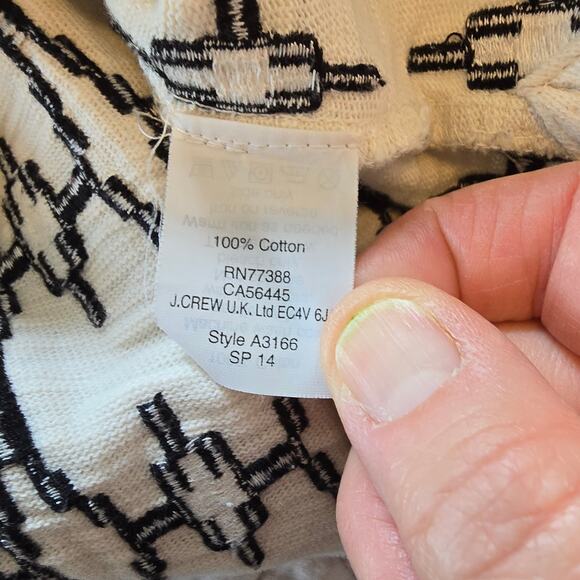 100% Cotton
RN77388
CA56445
J.CREW U.K. Ltd EC4V 6J
Style A3166
SP 14